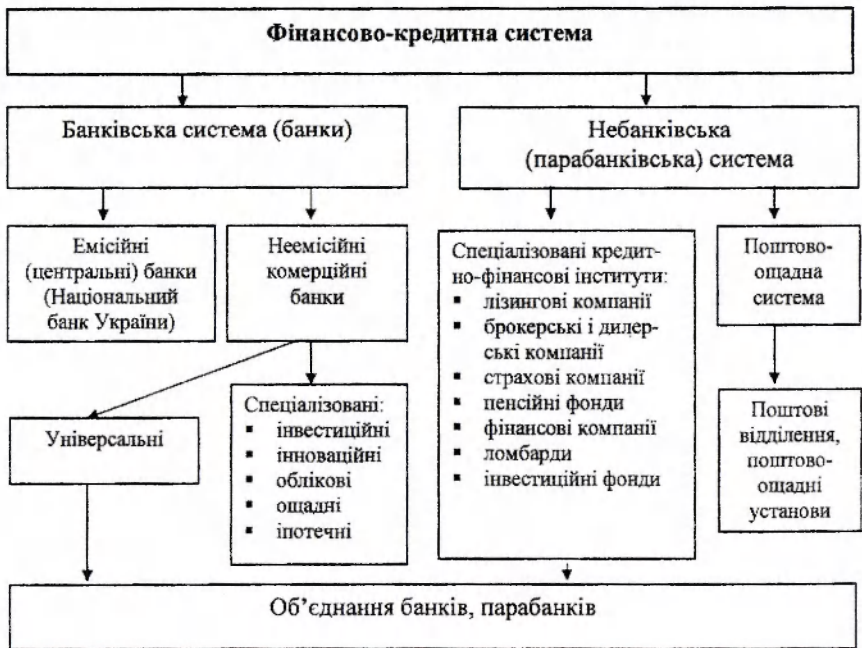 Фінансово-кредитна система
Банківська система (банки)
Небанківська
(парабанківська) система
Емісійні
(центральні) банки
(Національний
банк України)
Неемісійні
комерційні
банки
Спеціалізовані кредит-
но-фінансові інститути:
▪ лізингові компанії
▪ брокерські і дилер-
ські компанії
▪ страхові компанії
▪ пенсійні фонди
▪ фінансові компанії
▪ ломбарди
▪ інвестиційні фонди
Поштово-
ощадна
система
Універсальні
Спеціалізовані:
▪ інвестиційні
▪ інноваційні
▪ облікові
▪ ощадні
▪ іпотечні
Поштові
відділення,
поштово-
ощадні
установи
Об’єднання банків, парабанків